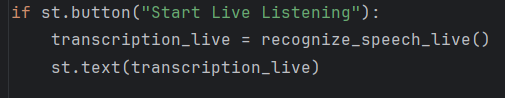 if st.button("Start Live Listening"):
    transcription_live = recognize_speech_live()
    st.text(transcription_live)